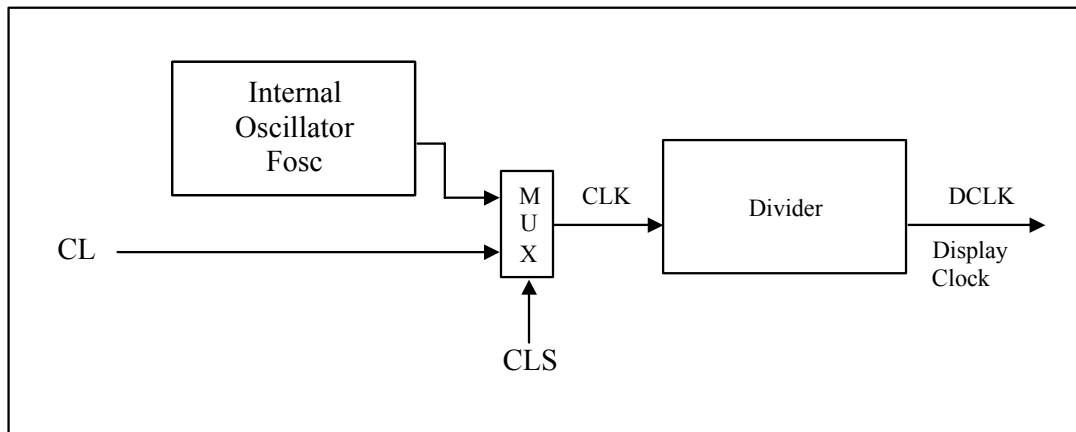 Internal
Oscillator
Fosc
M
U
X
CL
CLS
CLK
Divider
DCLK
Display
Clock